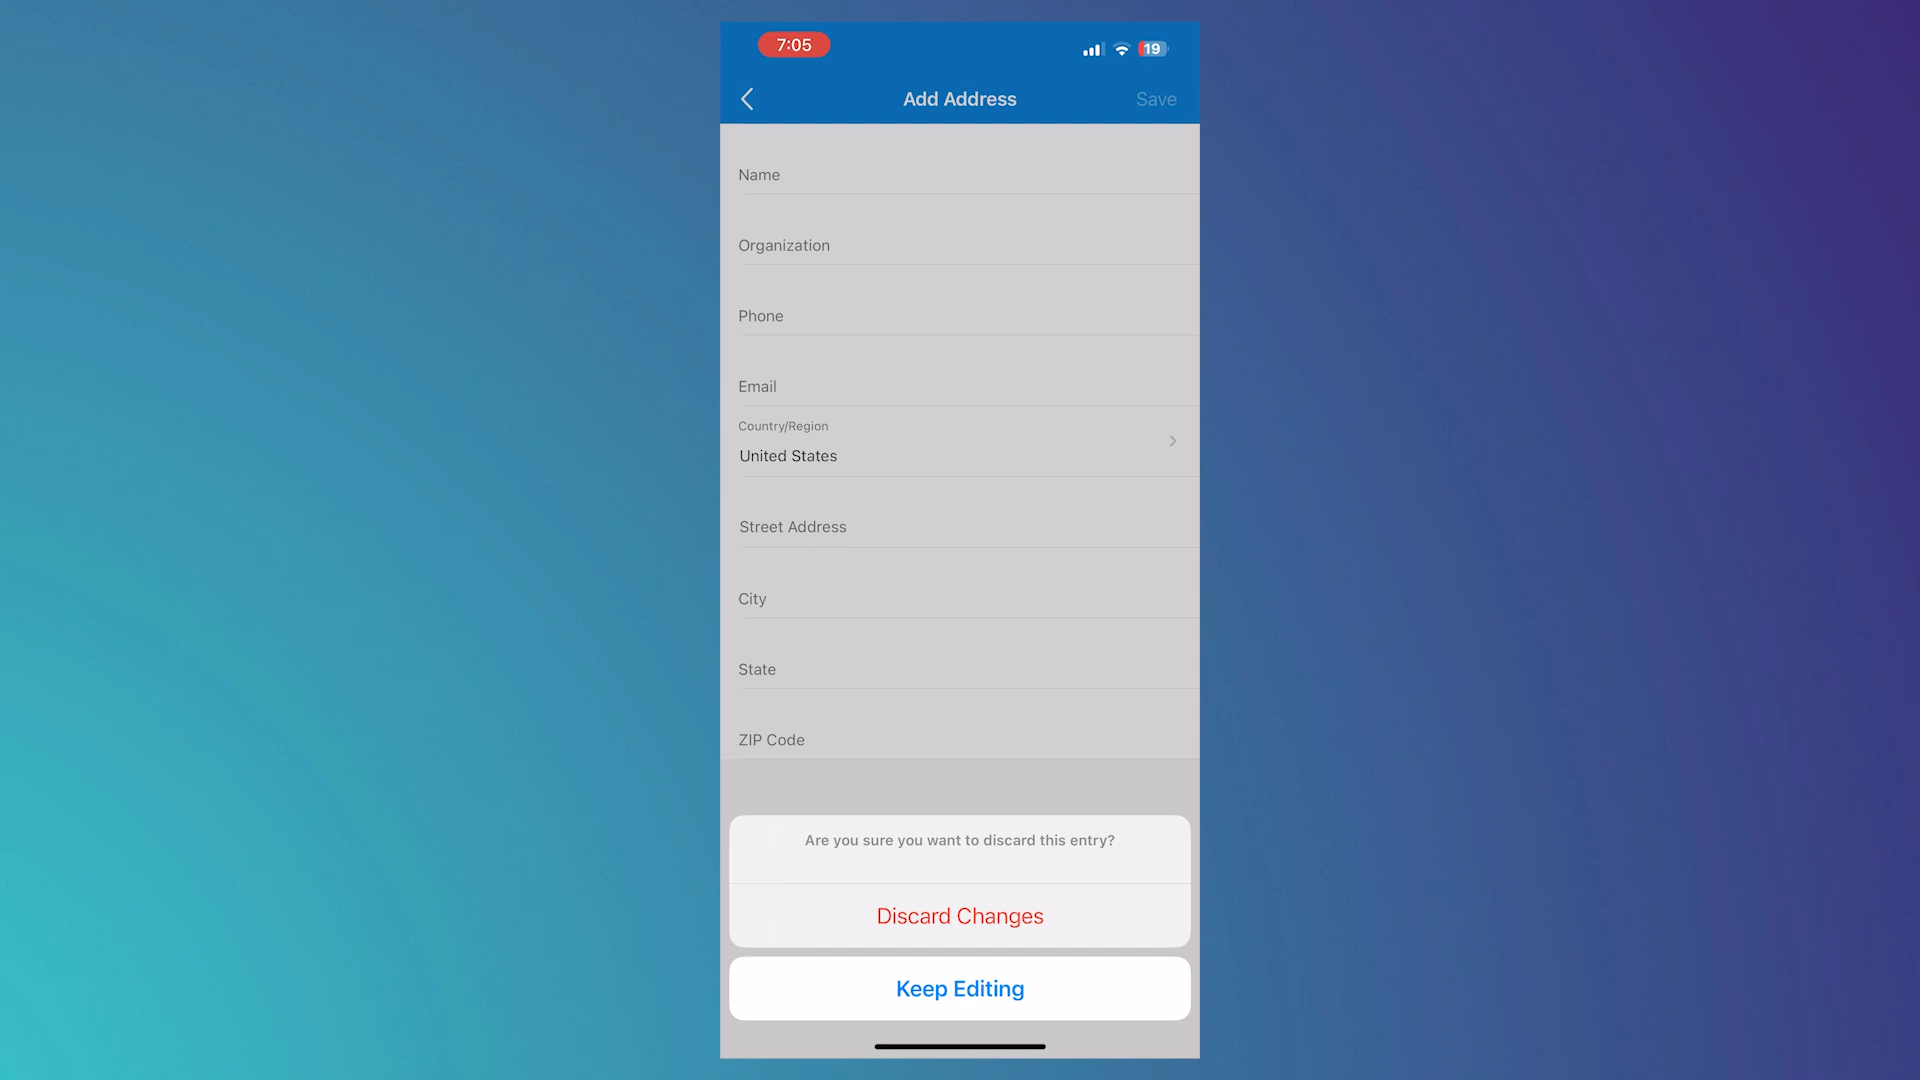 7:05
19
Add Address
Save
Name
Organization
Phone
Email
Country/Region
United States
Street Address
City
State
ZIP Code
Are you sure you want to discard this entry?
Discard Changes
Keep Editing